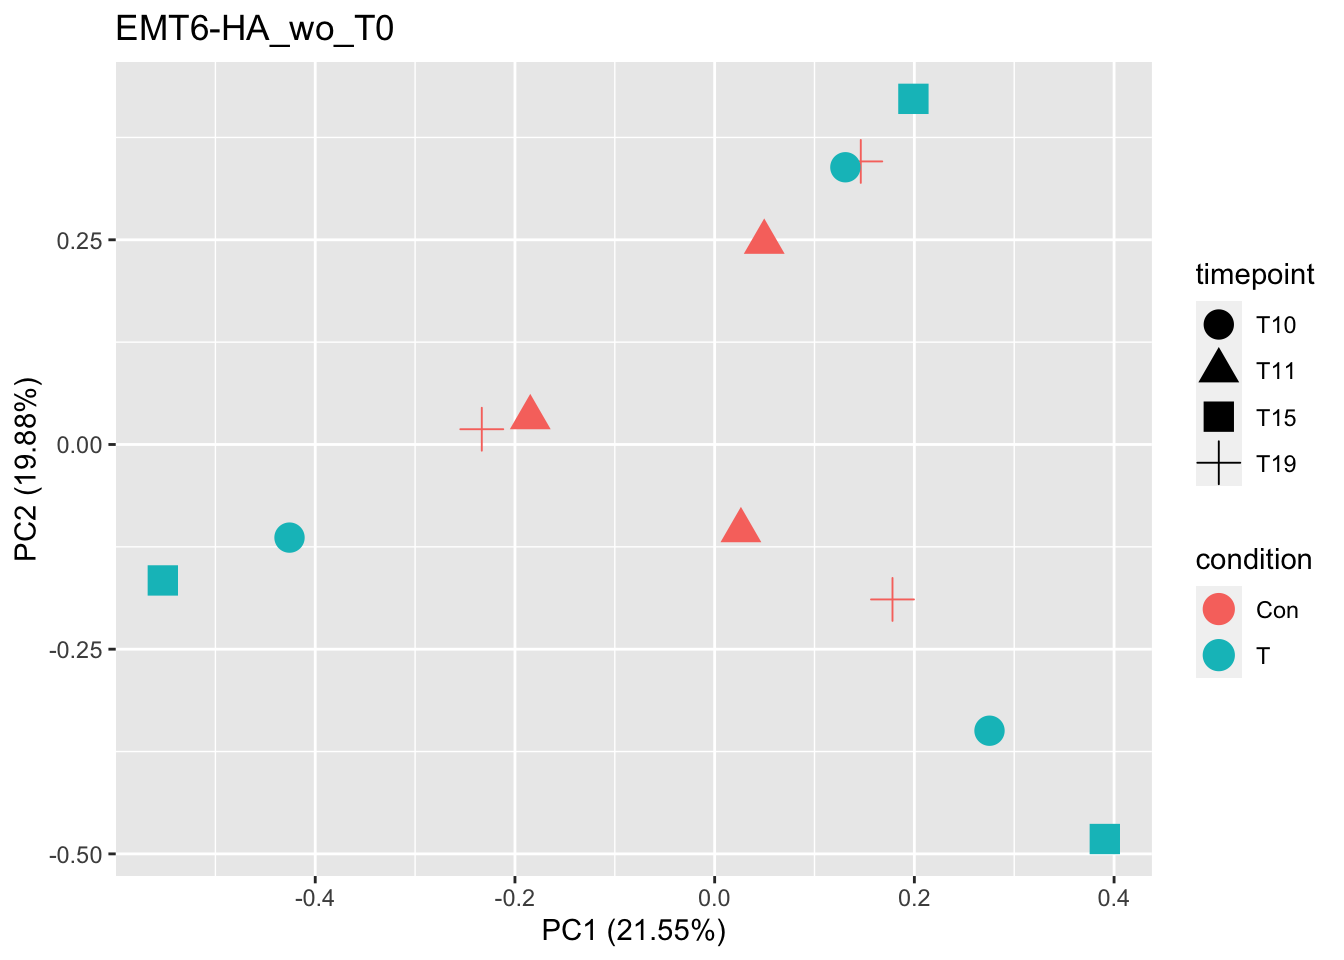 EMT6-HA_wo_T0
PC2 (19.88%)
0.25
0.00
-0.25
-0.50
-0.4
-0.2
0.0
0.2
0.4
PC1 (21.55%)
timepoint
T10
T11
T15
T19
condition
Con
T